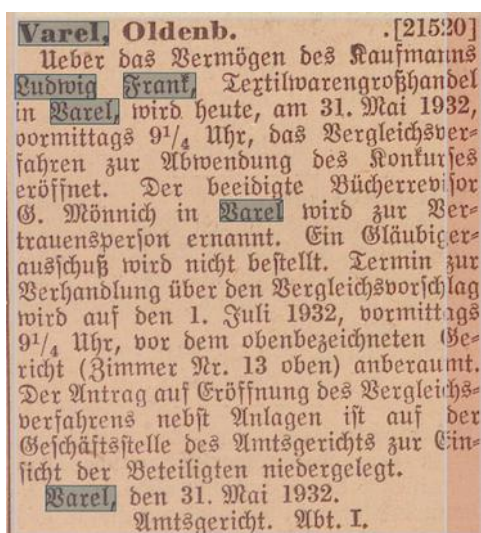 Varel, Oldenb. .[21520]
Ueber das Vermögen des Kaufmanns
Ludwig Frank, Textilwarengroßhandel
in Varel, wird heute, am 31. Mai 1932,
vormittags 9¹/₄ Uhr, das Vergleichsver-
fahren zur Abwendung des Konkurses
eröffnet. Der beeidigte Bücherrevisor
G. Mönnich in Varel wird zur Ver-
trauensperson ernannt. Ein Gläubiger-
ausschuß wird nicht bestellt. Termin zur
Verhandlung über den Vergleichsvorschlag
wird auf den 1. Juli 1932, vormittags
9¹/₄ Uhr, vor dem obenbezeichneten Ge-
richt (Zimmer Nr. 13 oben) anberaumt.
Der Antrag auf Eröffnung des Vergleichs-
verfahrens nebst Anlagen ist auf der
Geschäftsstelle des Amtsgerichts zur Ein-
sicht der Beteiligten niedergelegt.
Varel, den 31. Mai 1932.
Amtsgericht. Abt. I.